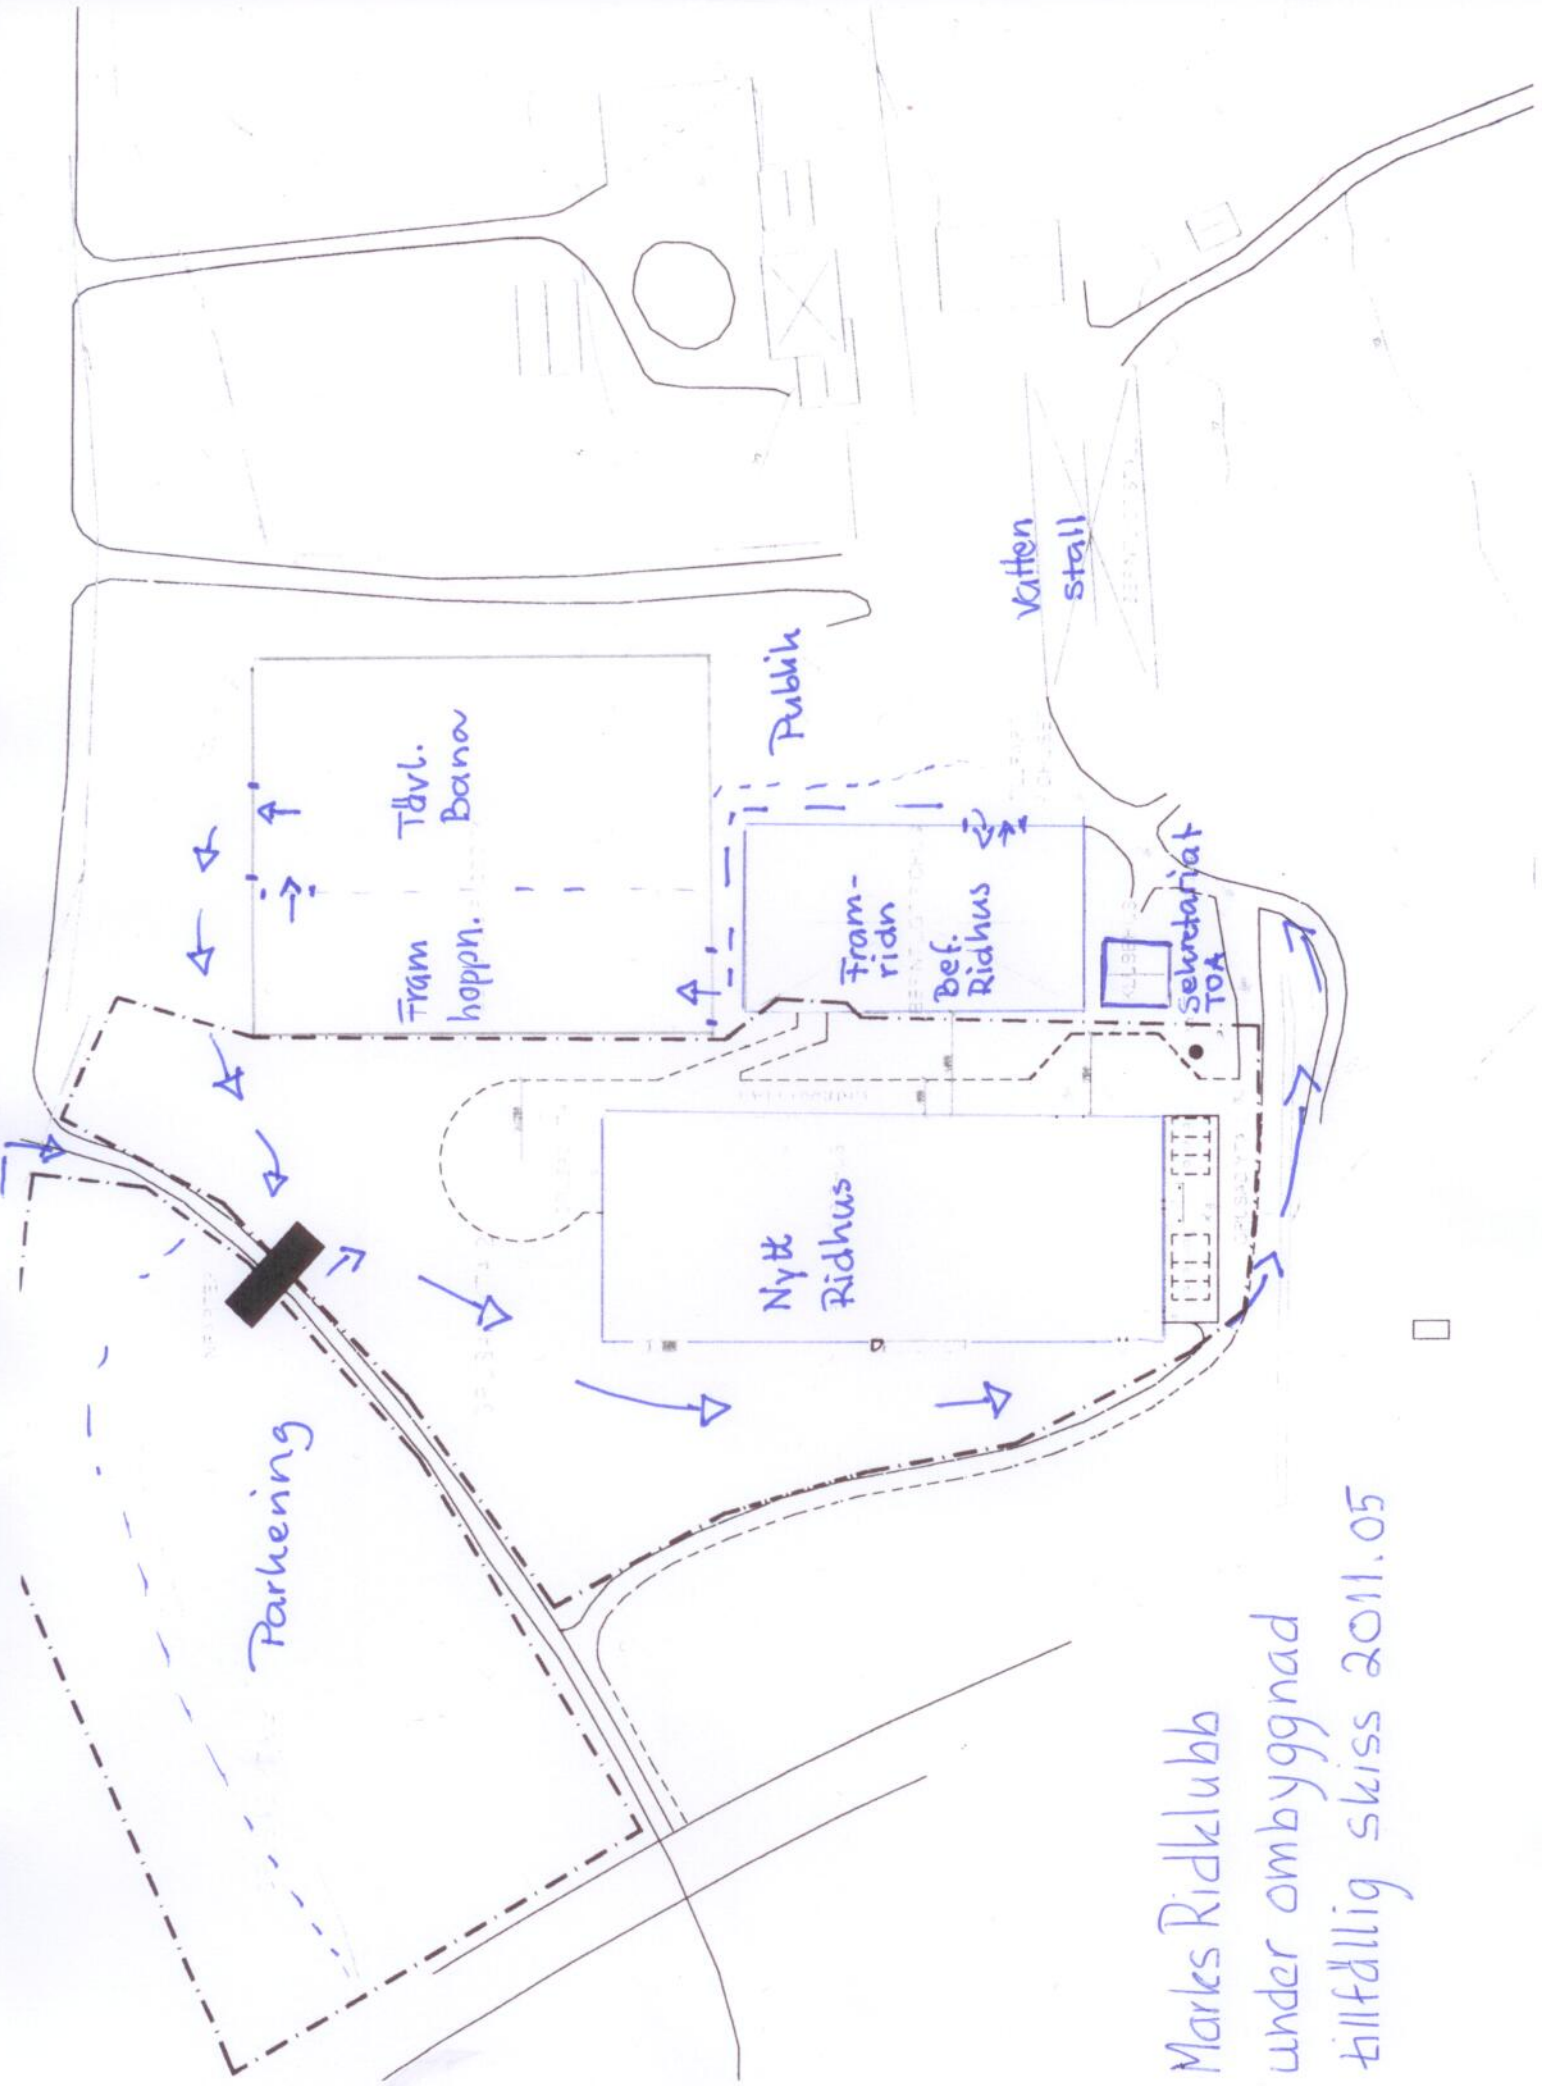 Parkering
Fram
hoppn.
Tävl.
Bana
Publik
Nytt
Ridhus
Fram-
ridn
Bef.
Ridhus
Vatten
stall
Sekretariat
TOA
Marks Ridklubb
under ombyggnad
tillfällig skiss 2011.05